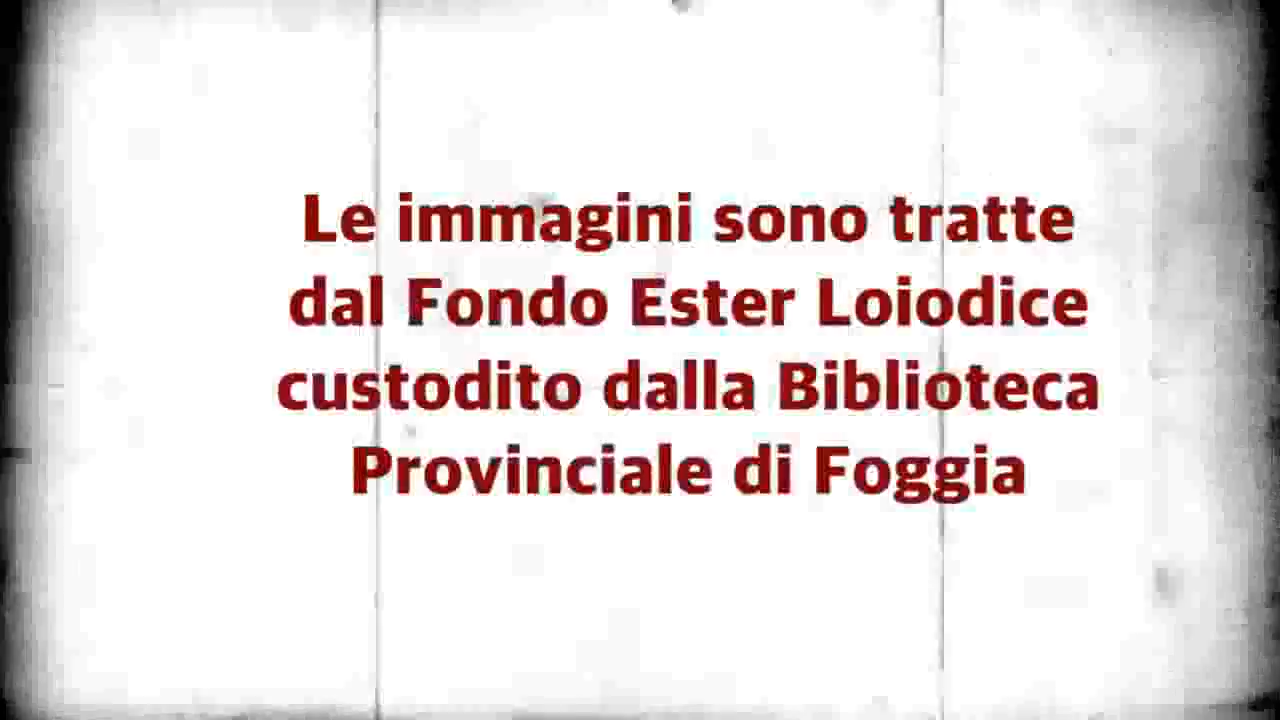 Le immagini sono tratte
dal Fondo Ester Loiodice
custodito dalla Biblioteca
Provinciale di Foggia